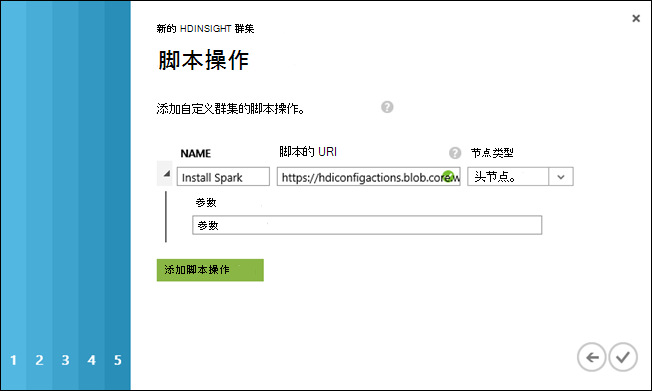 新的 HDINSIGHT 群集
脚本操作
添加自定义群集的脚本操作。 ?
NAME 脚本的 URI ? 节点类型
Install Spark https://hdiconfigactions.blob.core.w 头节点。
参数
参数
添加脚本操作
1 2 3 4 5